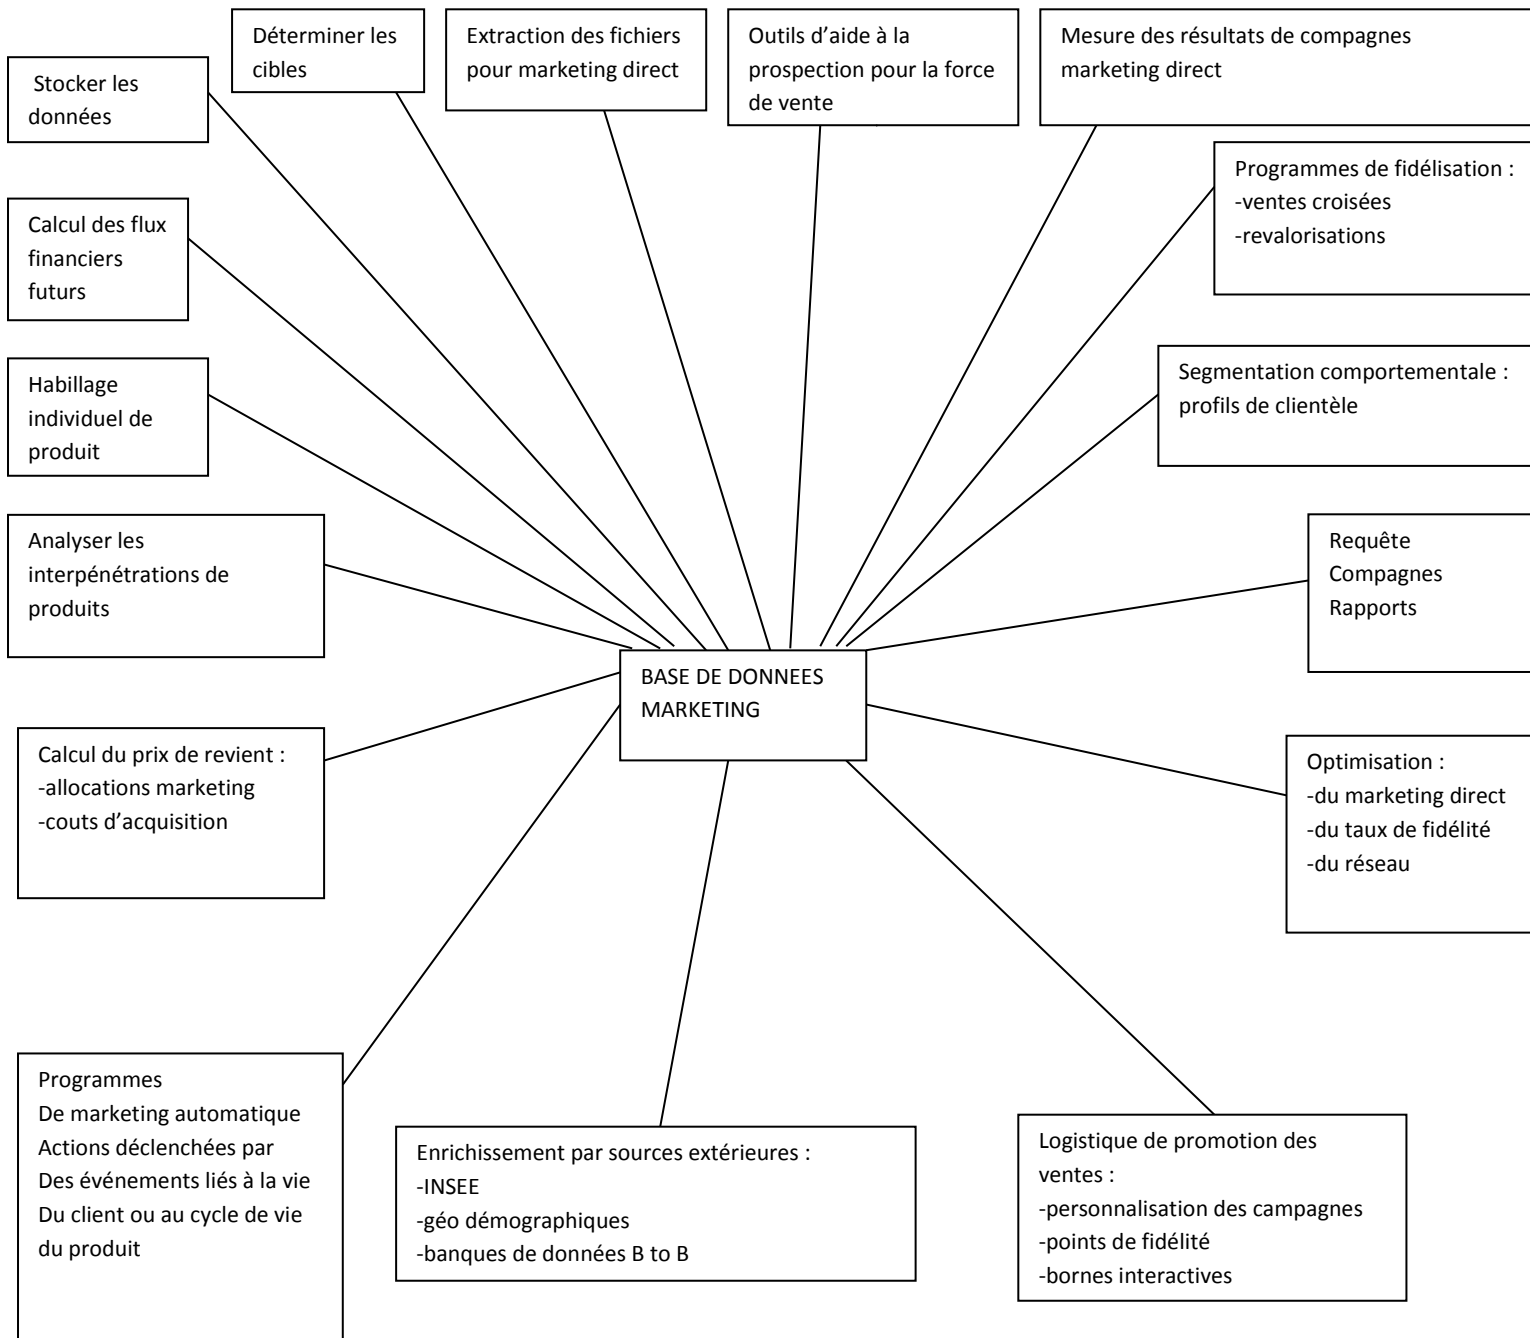 Déterminer les
cibles
Extraction des fichiers
pour marketing direct
Outils d’aide à la
prospection pour la force
de vente
Mesure des résultats de compagnes
marketing direct
Stocker les
données
Programmes de fidélisation :
-ventes croisées
-revalorisations
Calcul des flux
financiers
futurs
Habillage
individuel de
produit
Segmentation comportementale :
profils de clientèle
Analyser les
interpénétrations de
produits
Requête
Compagnes
Rapports
BASE DE DONNEES
MARKETING
Calcul du prix de revient :
-allocations marketing
-couts d’acquisition
Optimisation :
-du marketing direct
-du taux de fidélité
-du réseau
Programmes
De marketing automatique
Actions déclenchées par
Des événements liés à la vie
Du client ou au cycle de vie
du produit
Enrichissement par sources extérieures :
-INSEE
-géo démographiques
-banques de données B to B
Logistique de promotion des
ventes :
-personnalisation des campagnes
-points de fidélité
-bornes interactives